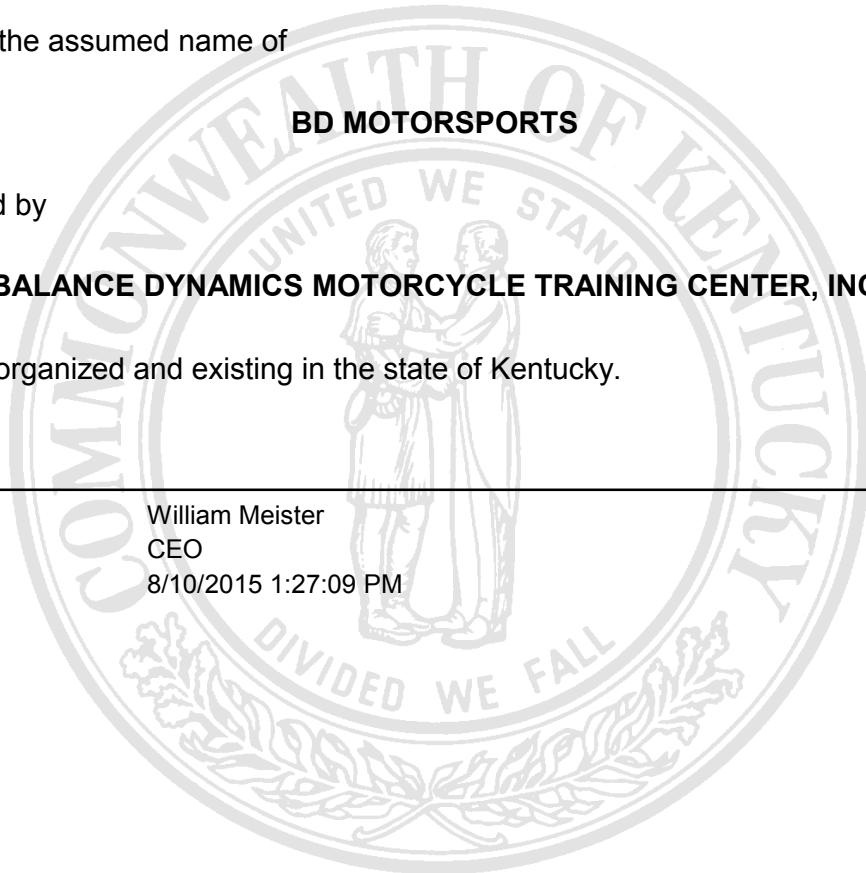 the assumed name of
BD MOTORSPORTS
d by
BALANCE DYNAMICS MOTORCYCLE TRAINING CENTER, INC
organized and existing in the state of Kentucky.
William Meister
CEO
8/10/2015 1:27:09 PM
COMMONWEALTH OF KENTUCKY
UNITED WE STAND
DIVIDED WE FALL